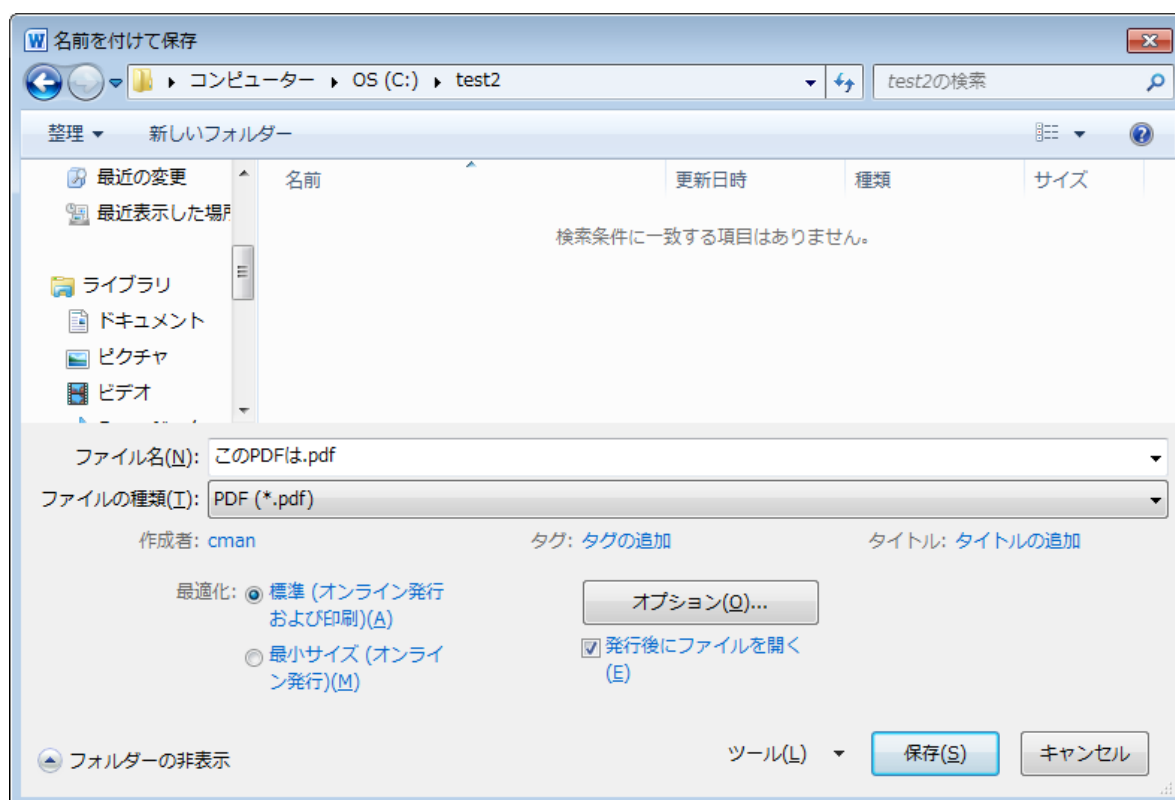 名前を付けて保存
コンピューター OS (C:) test2
test2の検索
整理 新しいフォルダー
最近の変更
最近表示した場所
ライブラリ
ドキュメント
ピクチャ
ビデオ
名前 更新日時 種類 サイズ
検索条件に一致する項目はありません。
ファイル名(N): このPDFは.pdf
ファイルの種類(T): PDF (*.pdf)
作成者: cman タグ: タグの追加 タイトル: タイトルの追加
最適化: 標準 (オンライン発行
および印刷)(A)
最小サイズ (オンライ
ン発行)(M)
オプション(O)...
発行後にファイルを開く
(E)
フォルダーの非表示
ツール(L) 保存(S) キャンセル